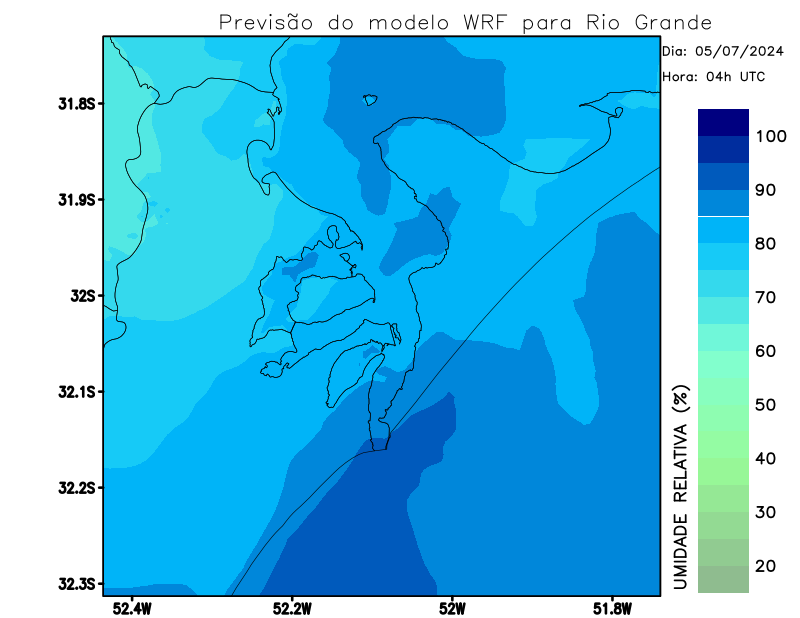 Previsão do modelo WRF para Rio Grande
Dia: 05/07/2024
Hora: 04h UTC
31.8S
31.9S
32S
32.1S
32.2S
32.3S
52.4W
52.2W
52W
51.8W
100
90
80
70
60
50
40
30
20
UMIDADE RELATIVA (%)